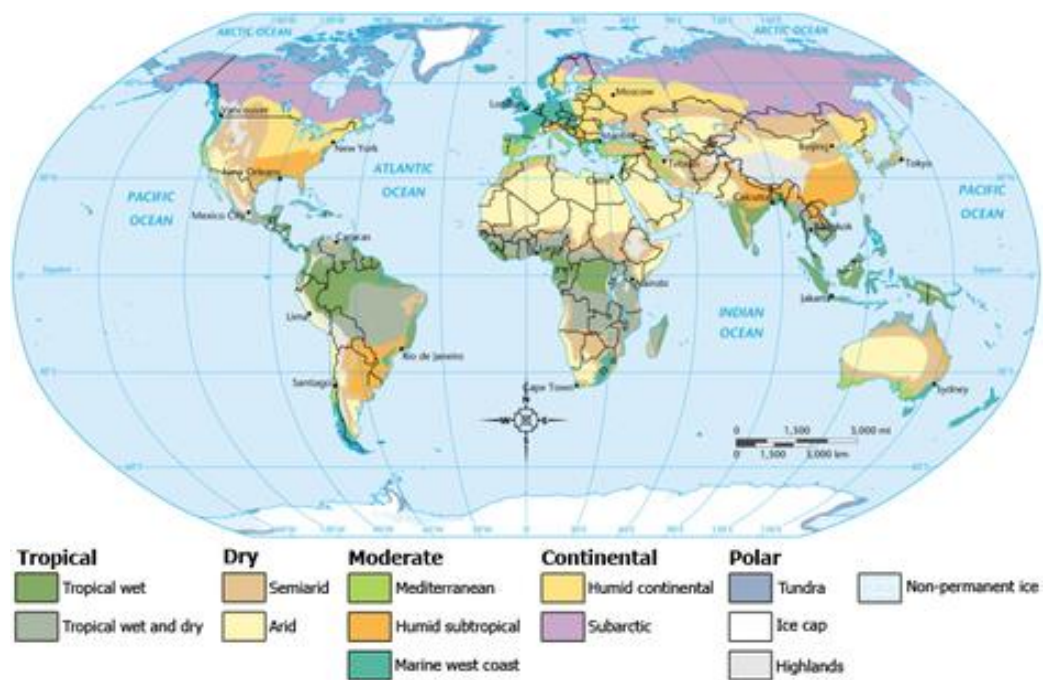 ARCTIC OCEAN
ARCTIC OCEAN
Vancouver
Moscow
New York
New Orleans
ATLANTIC
OCEAN
PACIFIC
OCEAN
Mexico City
Caracas
Beijing
Tokyo
Cairo
Calcutta
Bangkok
PACIFIC
OCEAN
Equator
Equator
Lima
Nairobi
Jakarta
INDIAN
OCEAN
Rio de Janeiro
Santiago
Cape Town
Sydney
N
W
E
S
0 1,500 3,000 mi
0 1,500 3,000 km
Tropical
Tropical wet
Tropical wet and dry
Dry
Semiarid
Arid
Moderate
Mediterranean
Humid subtropical
Marine west coast
Continental
Humid continental
Subarctic
Polar
Tundra
Ice cap
Highlands
Non-permanent ice